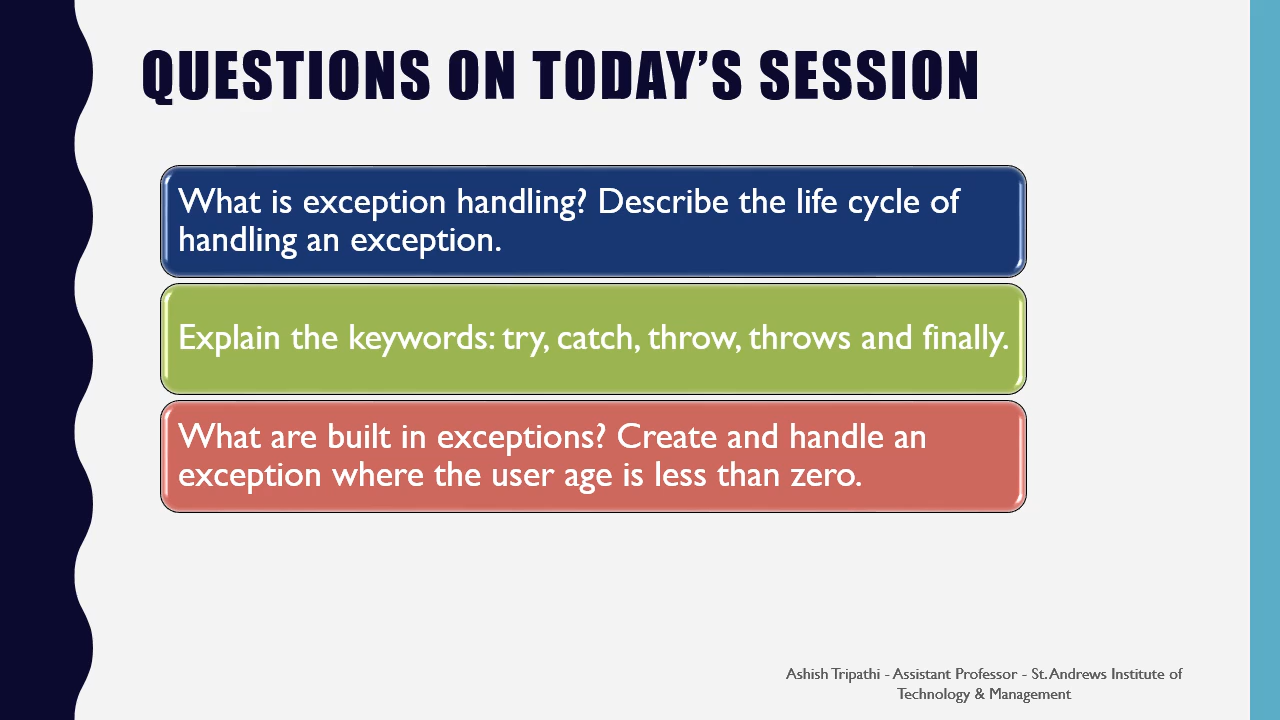 QUESTIONS ON TODAY’S SESSION
What is exception handling? Describe the life cycle of
handling an exception.
Explain the keywords: try, catch, throw, throws and finally.
What are built in exceptions? Create and handle an
exception where the user age is less than zero.
Ashish Tripathi - Assistant Professor - St. Andrews Institute of
Technology & Management